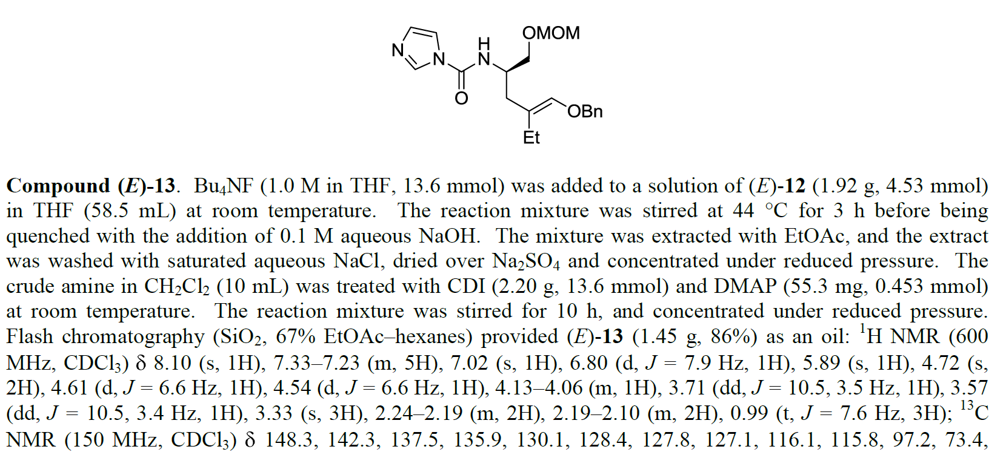 OMOM
H
N
N
N
O
OBn
Et
Compound (E)-13. Bu4NF (1.0 M in THF, 13.6 mmol) was added to a solution of (E)-12 (1.92 g, 4.53 mmol)
in THF (58.5 mL) at room temperature. The reaction mixture was stirred at 44 °C for 3 h before being
quenched with the addition of 0.1 M aqueous NaOH. The mixture was extracted with EtOAc, and the extract
was washed with saturated aqueous NaCl, dried over Na2SO4 and concentrated under reduced pressure. The
crude amine in CH2Cl2 (10 mL) was treated with CDI (2.20 g, 13.6 mmol) and DMAP (55.3 mg, 0.453 mmol)
at room temperature. The reaction mixture was stirred for 10 h, and concentrated under reduced pressure.
Flash chromatography (SiO2, 67% EtOAc–hexanes) provided (E)-13 (1.45 g, 86%) as an oil: 1H NMR (600
MHz, CDCl3) δ 8.10 (s, 1H), 7.33–7.23 (m, 5H), 7.02 (s, 1H), 6.80 (d, J = 7.9 Hz, 1H), 5.89 (s, 1H), 4.72 (s,
2H), 4.61 (d, J = 6.6 Hz, 1H), 4.54 (d, J = 6.6 Hz, 1H), 4.13–4.06 (m, 1H), 3.71 (dd, J = 10.5, 3.5 Hz, 1H), 3.57
(dd, J = 10.5, 3.4 Hz, 1H), 3.33 (s, 3H), 2.24–2.19 (m, 2H), 2.19–2.10 (m, 2H), 0.99 (t, J = 7.6 Hz, 3H); 13C
NMR (150 MHz, CDCl3) δ 148.3, 142.3, 137.5, 135.9, 130.1, 128.4, 127.8, 127.1, 116.1, 115.8, 97.2, 73.4,